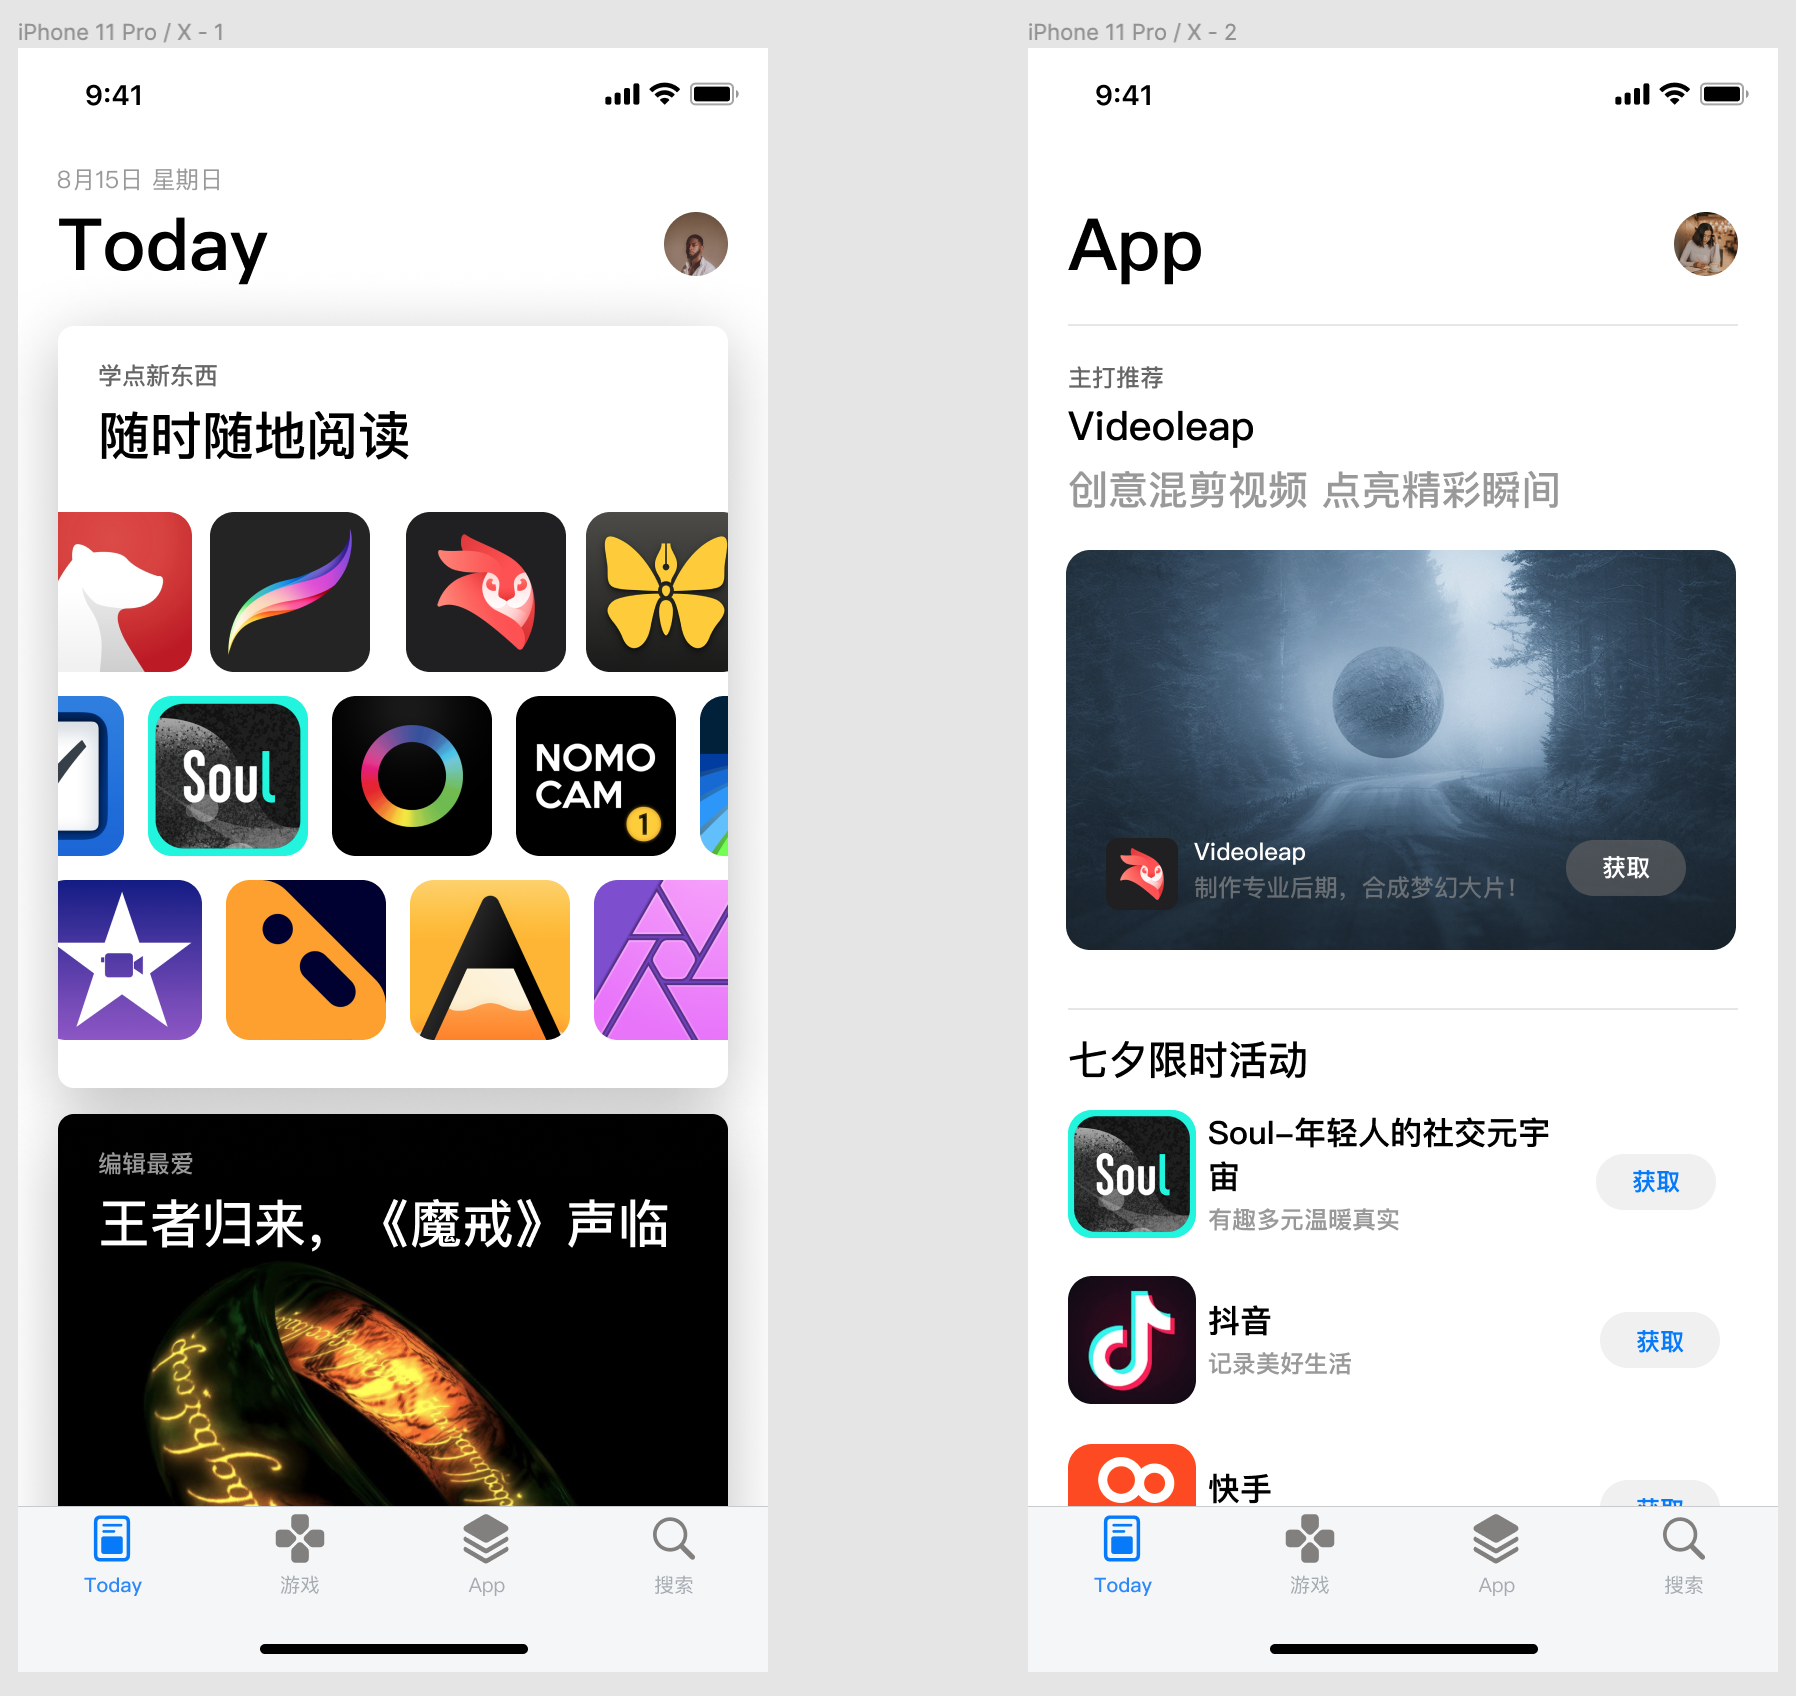 iPhone 11 Pro / X - 1
9:41
8月15日 星期日
Today
学点新东西
随时随地阅读
Soul
NOMO
CAM
1
编辑最爱
王者归来，《魔戒》声临
Today
游戏
App
搜索
iPhone 11 Pro / X - 2
9:41
App
主打推荐
Videoleap
创意混剪视频 点亮精彩瞬间
Videoleap
制作专业后期，合成梦幻大片！
获取
七夕限时活动
Soul
Soul-年轻人的社交元宇
宙
有趣多元温暖真实
获取
抖音
记录美好生活
获取
快手
获取
Today
游戏
App
搜索